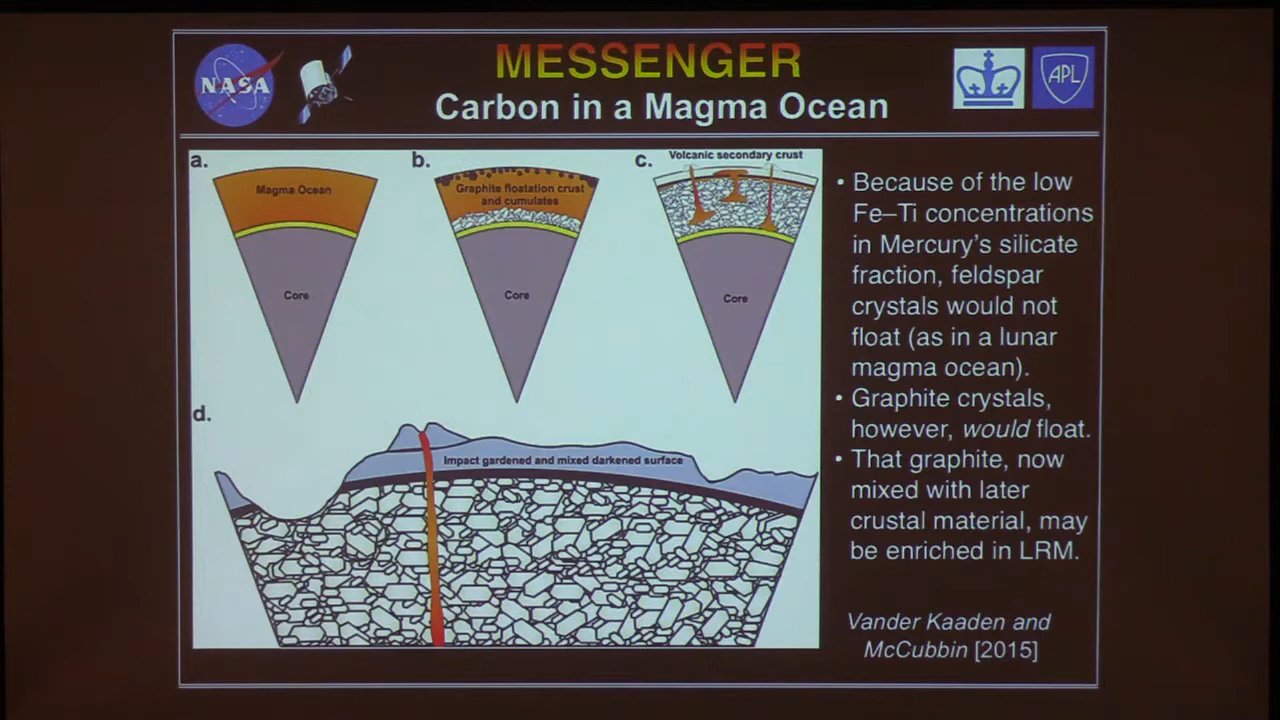 NASA
MESSENGER
Carbon in a Magma Ocean
APL
a.
Magma Ocean
Core
b.
Graphite floatation crust
and cumulates
Core
c.
Volcanic secondary crust
Core
d.
Impact gardened and mixed darkened surface
• Because of the low
Fe–Ti concentrations
in Mercury's silicate
fraction, feldspar
crystals would not
float (as in a lunar
magma ocean).
• Graphite crystals,
however, would float.
• That graphite, now
mixed with later
crustal material, may
be enriched in LRM.
Vander Kaaden and
McCubbin [2015]